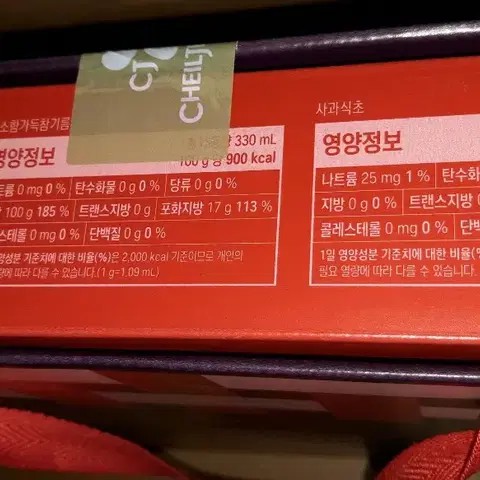 CJ
CHEILJ
소함가득참기름
영양정보
330 mL
100 g 당 900 kcal
트륨 0 mg 0 % 탄수화물 0 g 0 % 당류 0 g 0 %
방 100 g 185 % 트랜스지방 0 g 포화지방 17 g 113 %
스테롤 0 mg 0 % 단백질 0 g 0 %
영양성분 기준치에 대한 비율(%)은 2,000 kcal 기준이므로 개인의
량에 따라 다를 수 있습니다.(1 g=1.09 mL)
사과식초
영양정보
나트륨 25 mg 1 % 탄수화
지방 0 g 0 % 트랜스지방 0
콜레스테롤 0 mg 0 % 단백
1일 영양성분 기준치에 대한 비율(%
필요 열량에 따라 다를 수 있습니다.